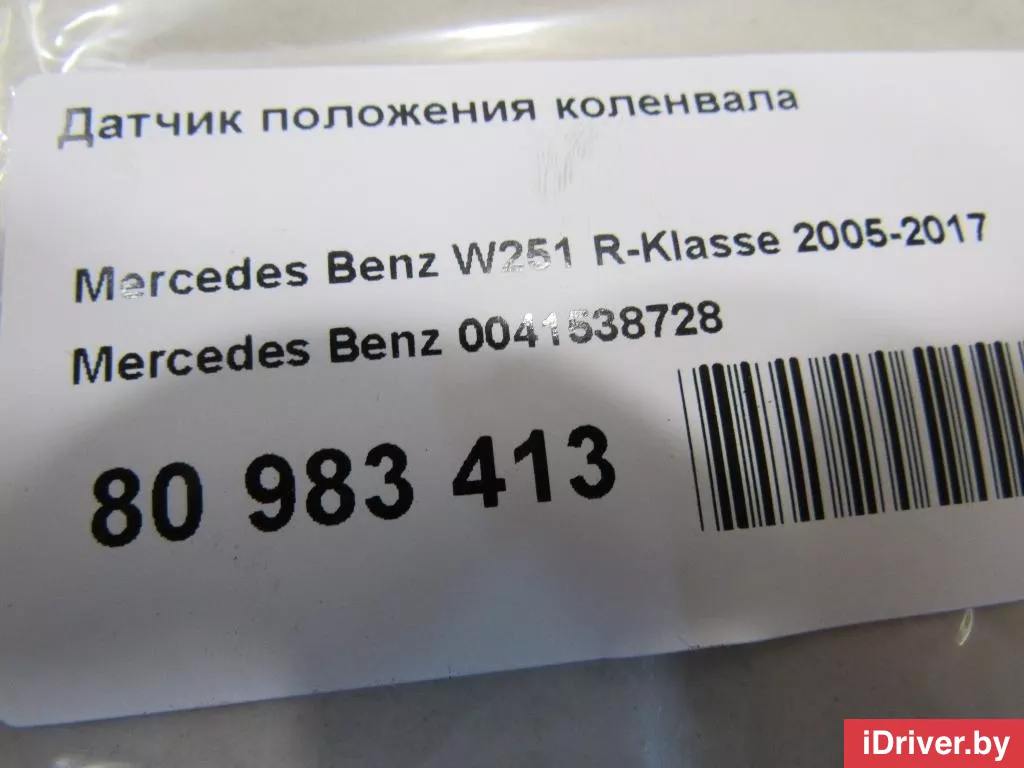 Датчик положения коленвала
Mercedes Benz W251 R-Klasse 2005-2017
Mercedes Benz 0041538728
80 983 413
iDriver.by